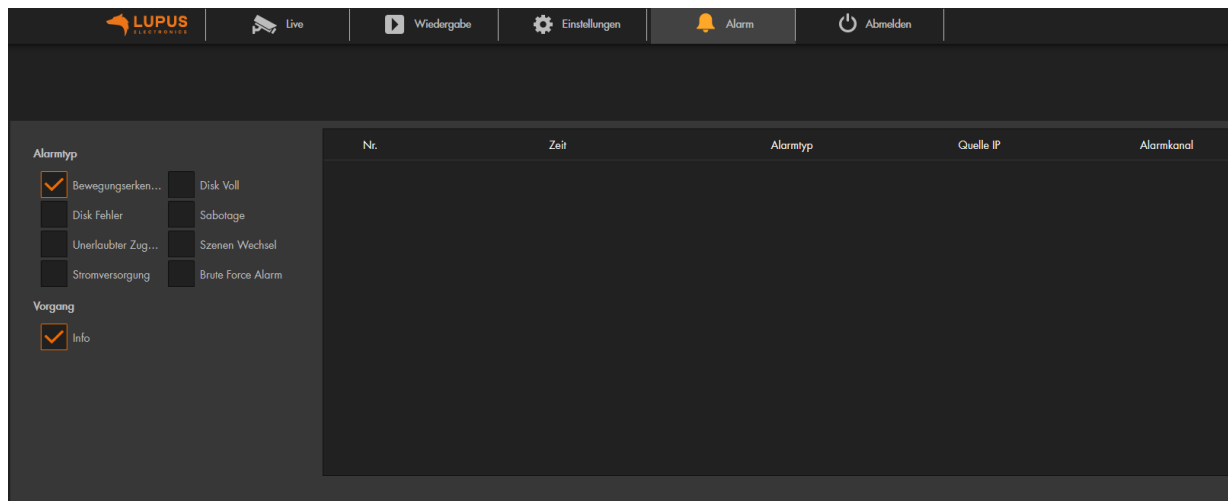 LUPUS
ELECTRONICS
Live
Wiedergabe
Einstellungen
Alarm
Abmelden
Nr. Zeit Alarmtyp Quelle IP Alarmkanal
Alarmtyp
Bewegungserken... Disk Voll
Disk Fehler Sabotage
Unerlaubter Zug... Szenen Wechsel
Stromversorgung Brute Force Alarm
Vorgang
Info